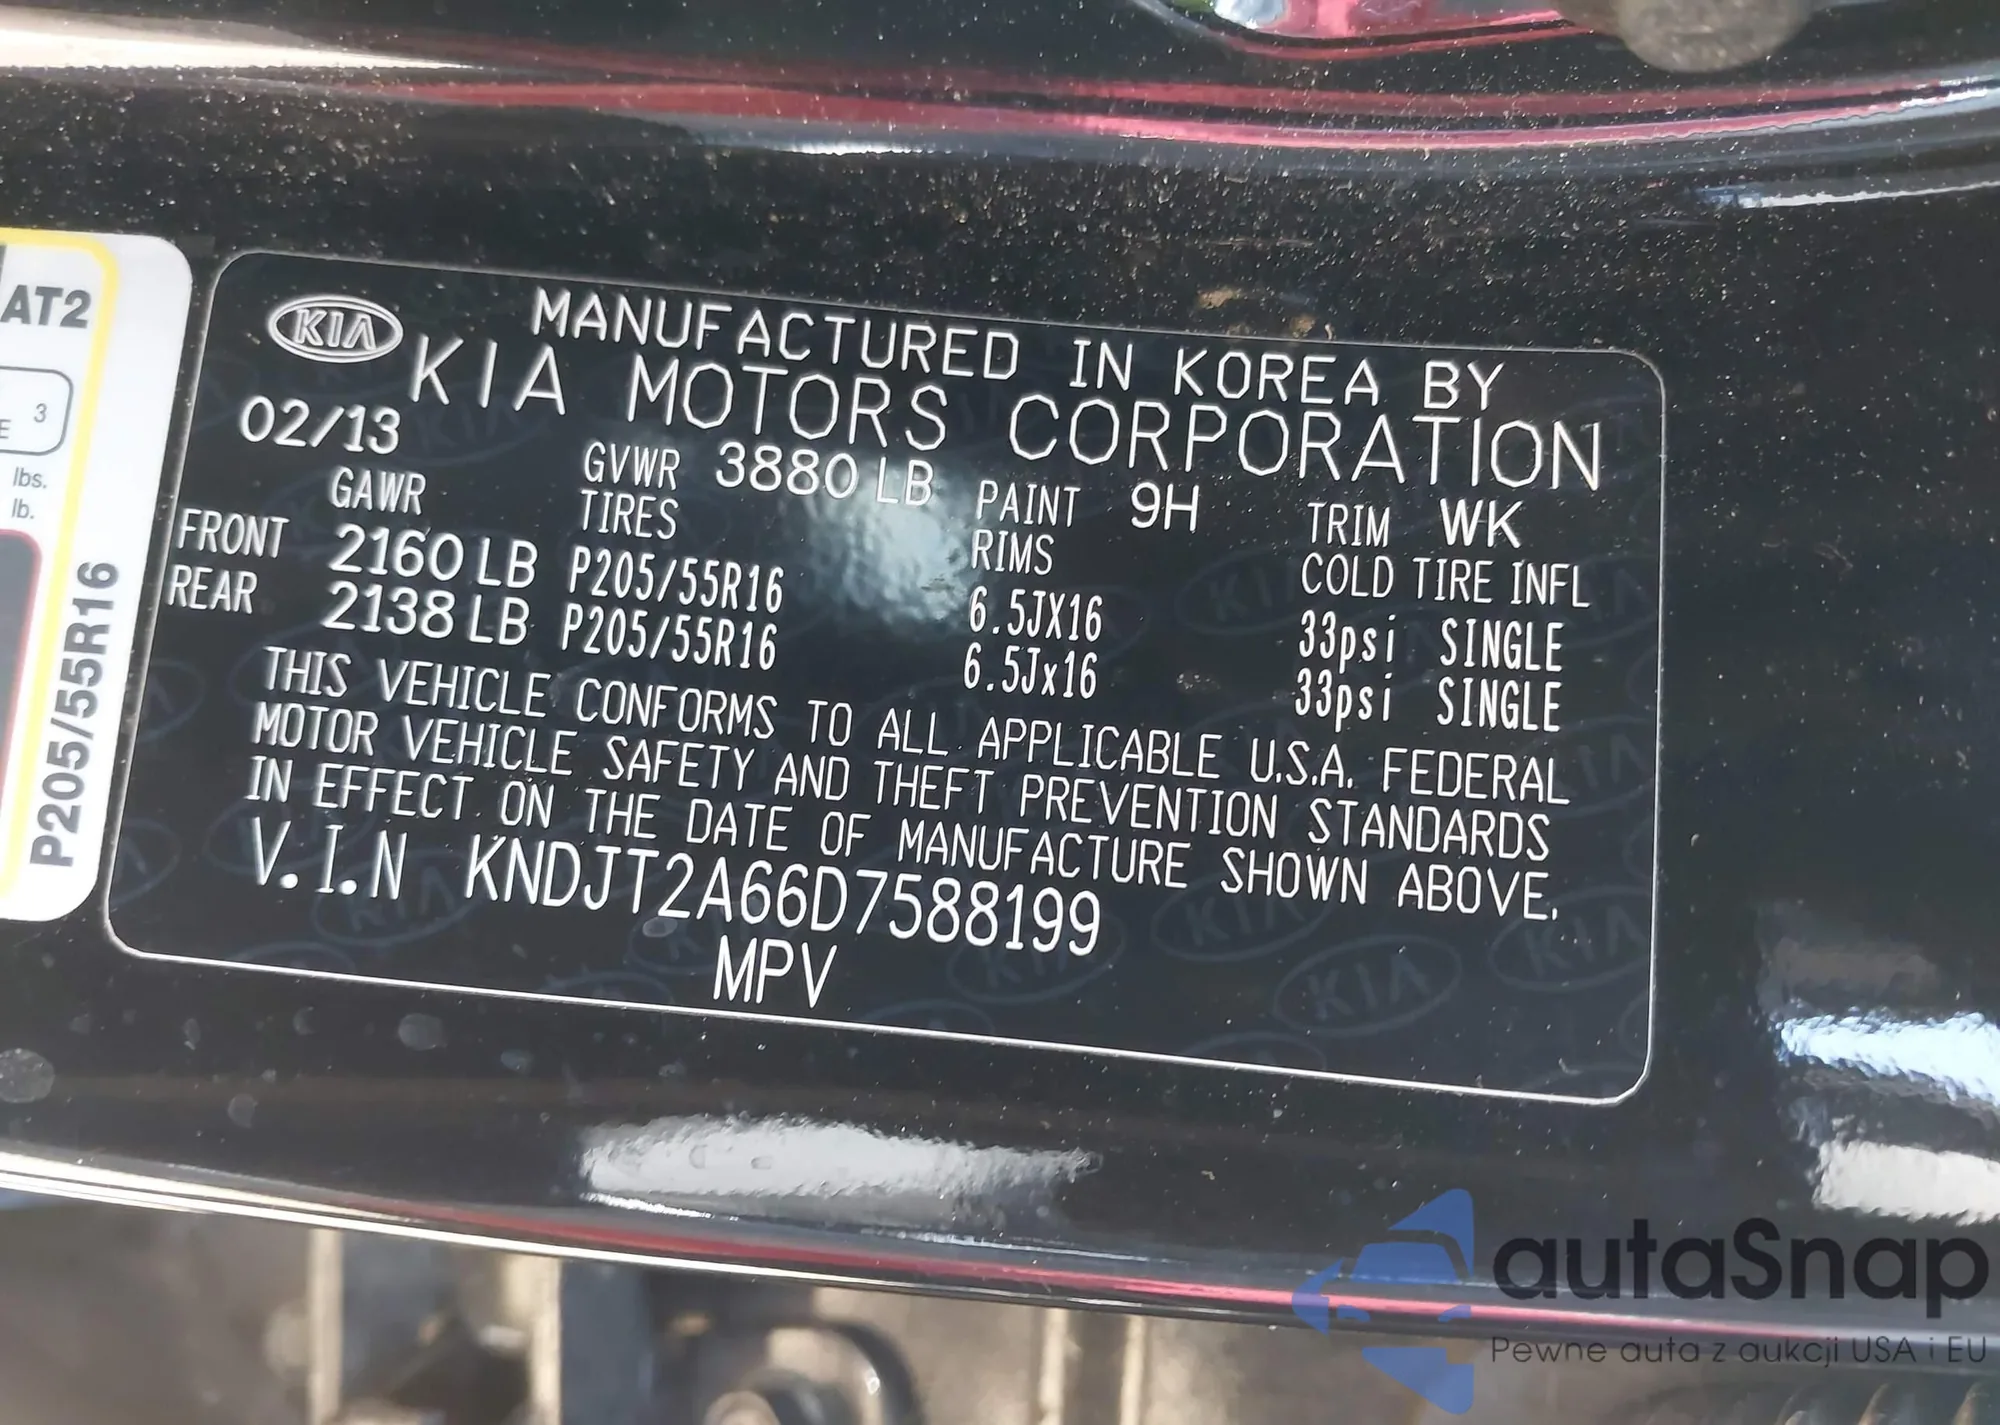 AT2
3
E
lbs.
lb.
P205/55R16
KIA
MANUFACTURED IN KOREA BY
KIA MOTORS CORPORATION
02/13 GVWR 3880 LB PAINT 9H TRIM WK
GAWR TIRES RIMS COLD TIRE INFL
FRONT 2160 LB P205/55R16 6.5JX16 33psi SINGLE
REAR 2138 LB P205/55R16 6.5Jx16 33psi SINGLE
THIS VEHICLE CONFORMS TO ALL APPLICABLE U.S.A. FEDERAL
MOTOR VEHICLE SAFETY AND THEFT PREVENTION STANDARDS
IN EFFECT ON THE DATE OF MANUFACTURE SHOWN ABOVE.
V.I.N KNDJT2A66D7588199
MPV
autaSnap
Pewne auta z aukcji USA i EU